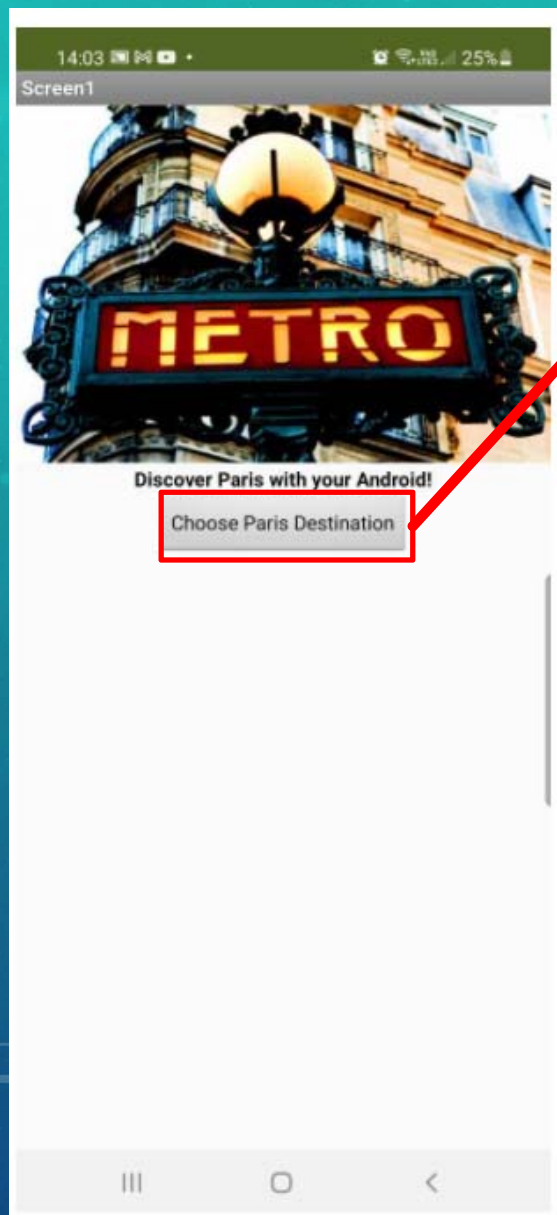 14:03
25%
Screen1
METRO
Discover Paris with your Android!
Choose Paris Destination